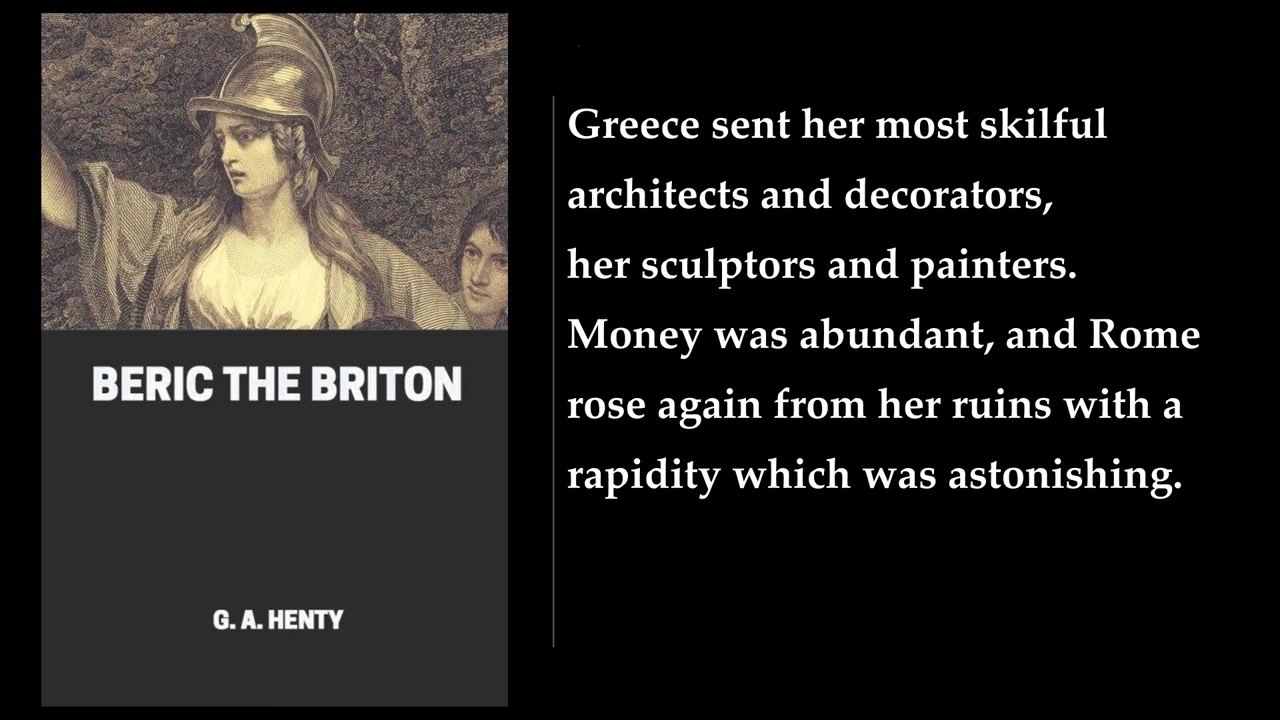 BERIC THE BRITON
G. A. HENTY
Greece sent her most skilful
architects and decorators,
her sculptors and painters.
Money was abundant, and Rome
rose again from her ruins with a
rapidity which was astonishing.